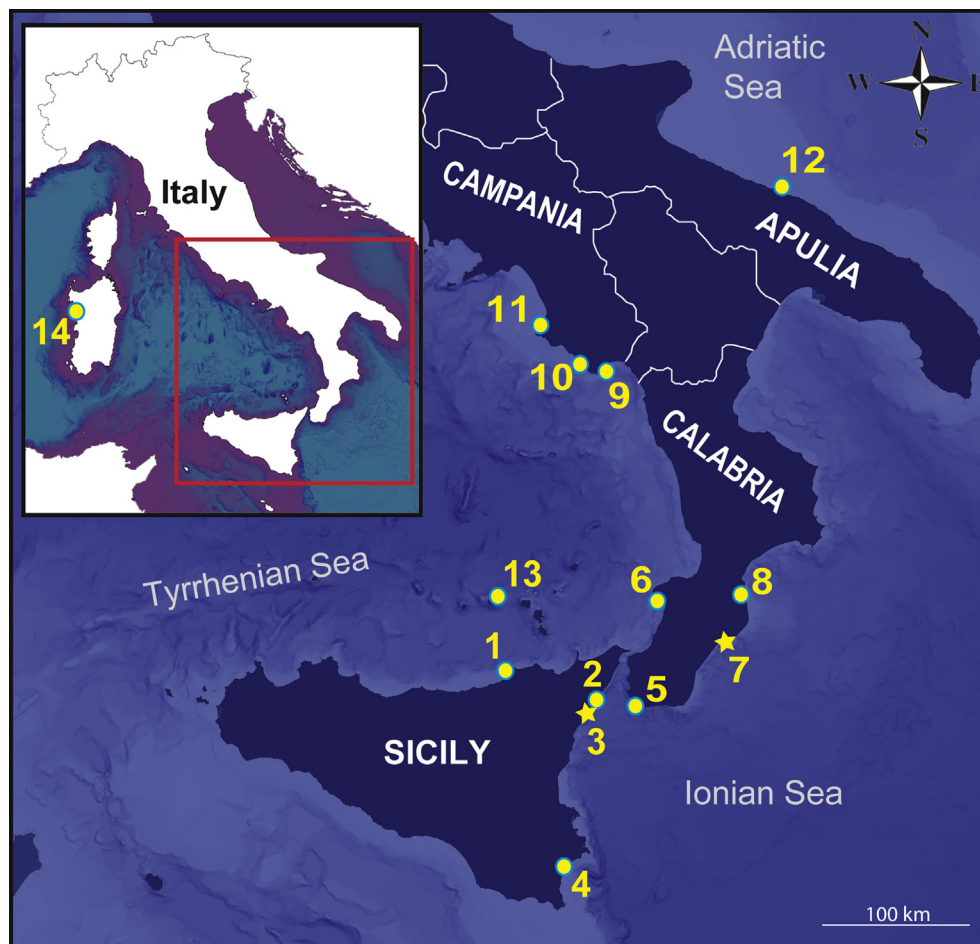 Adriatic
Sea
N
W
E
S
Italy
12
CAMPANIA
APULIA
14
11
10
9
CALABRIA
Tyrrhenian Sea
13
6
8
1
7
2
5
3
SICILY
Ionian Sea
4
100 km